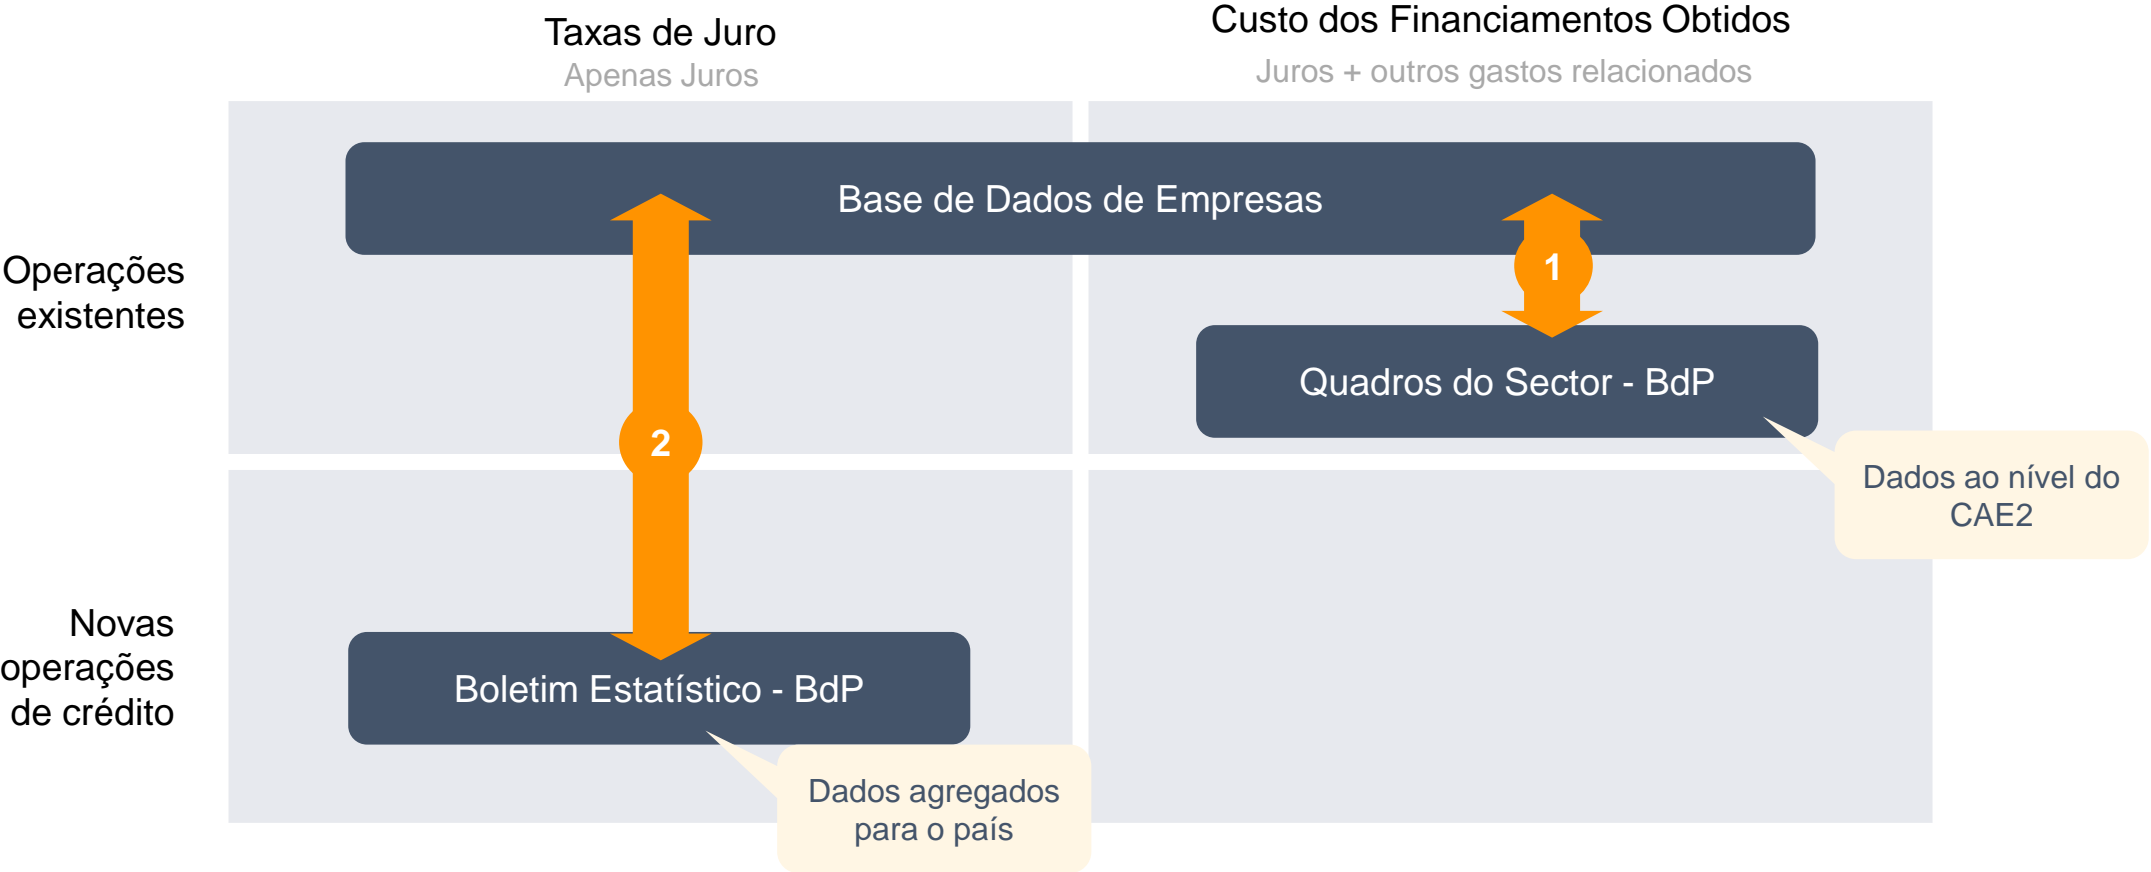 Taxas de Juro
Apenas Juros
Custo dos Financiamentos Obtidos
Juros + outros gastos relacionados
Operações
existentes
Base de Dados de Empresas
1
Quadros do Sector - BdP
2
Dados ao nível do
CAE2
Novas
operações
de crédito
Boletim Estatístico - BdP
Dados agregados
para o país